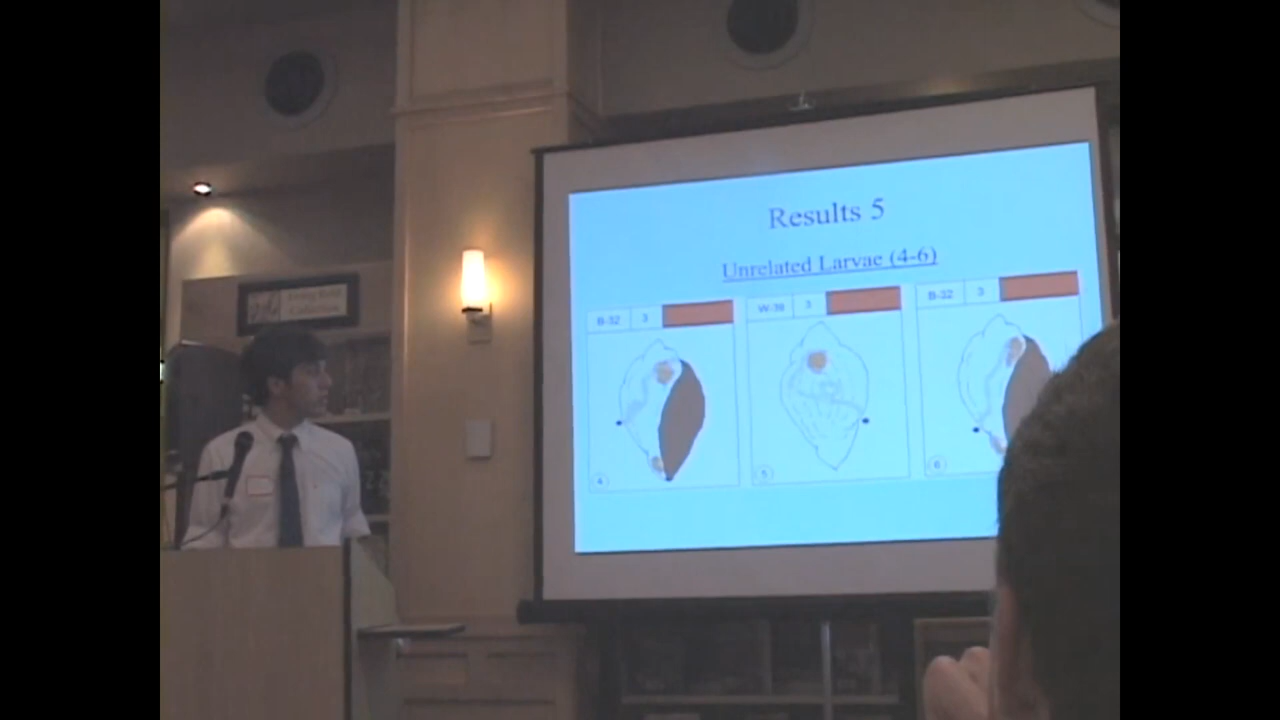 Results 5
Unrelated Larvae (4-6)
B-32 3
W-39 3
B-32 3
4
5
6